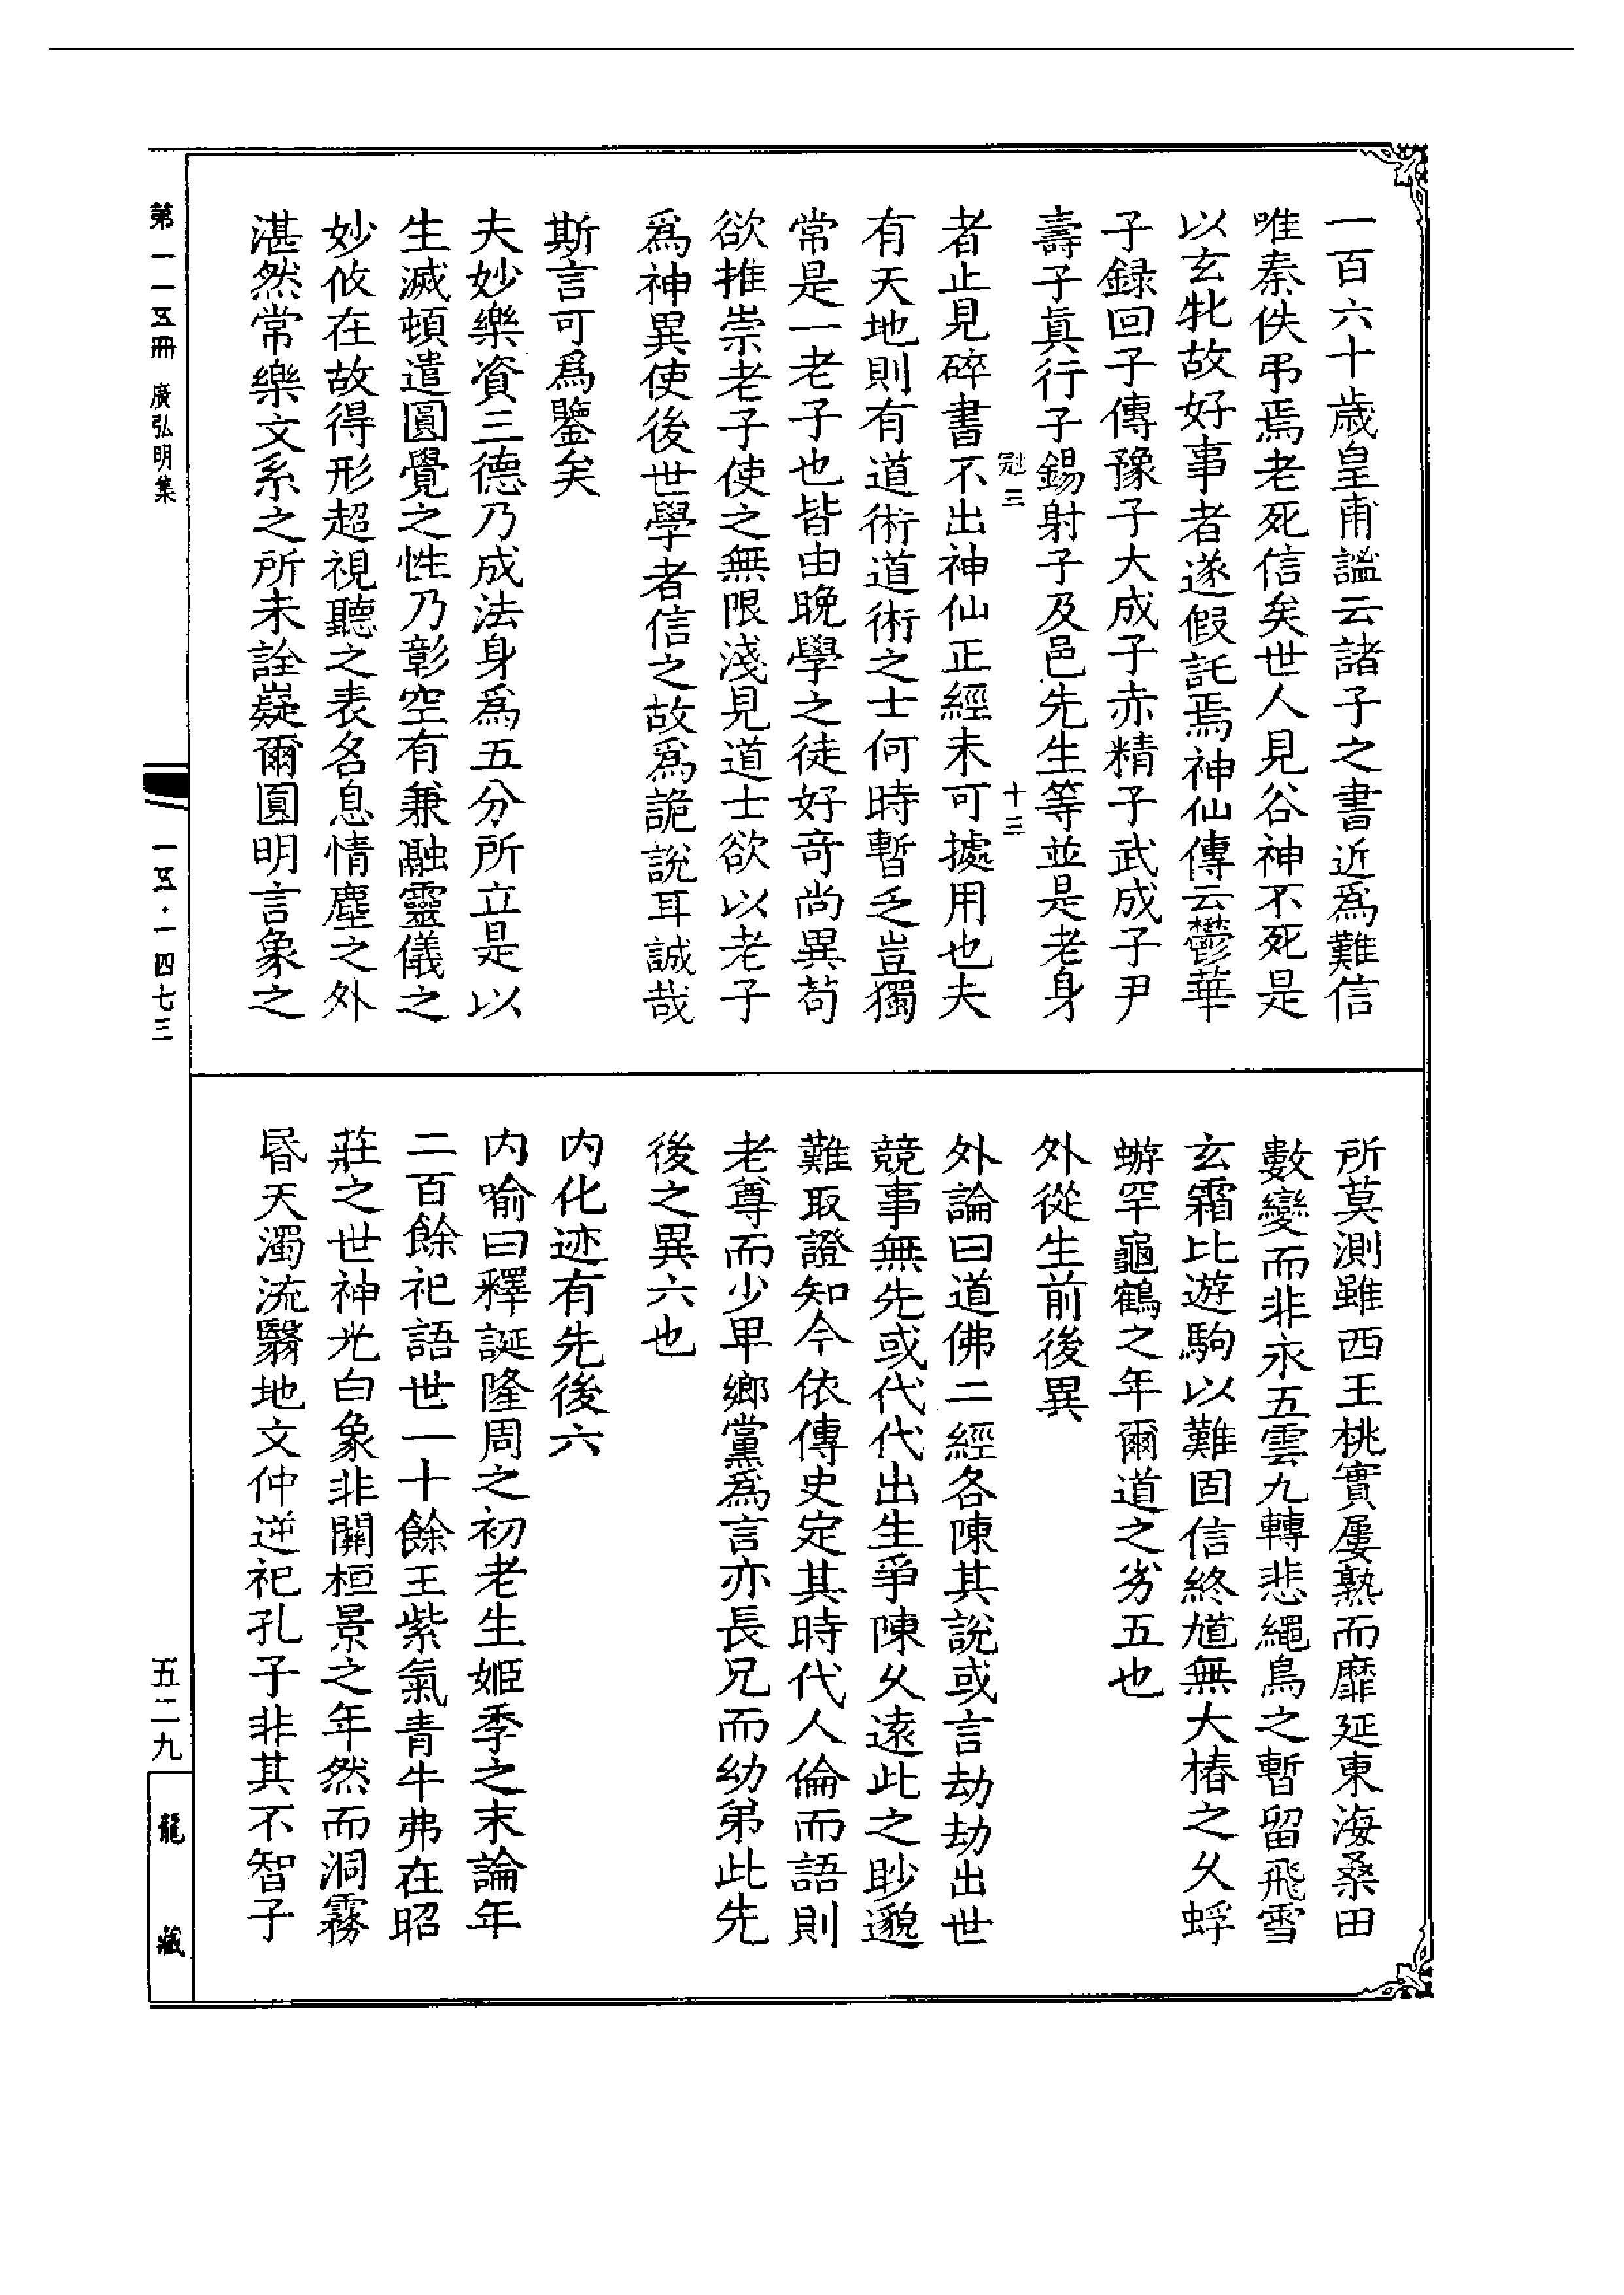 一百六十歳皇甫謐云諸子之書近爲難信
唯秦佚弔焉老死信矣世人見谷神不死是
以玄牝故好事者遂假託焉神仙傳云鬱華
子録回子傳豫子大成子赤精子武成子尹
壽子眞行子錫射子及邑先生等並是老身
冠三
十三
者止見碎書不出神仙正經未可據用也夫
有天地則有道術道術之士何時暫乏豈獨
常是一老子也皆由晚學之徒好奇尚異苟
欲推崇老子使之無限淺見道士欲以老子
爲神異使後世學者信之故爲詭說耳誠哉
斯言可爲鑒矣
夫妙樂資三德乃成法身爲五分所立是以
生滅頓遣圓覺之性乃彰空有兼融靈儀之
妙攸在故得形超視聽之表名息情塵之外
湛然常樂文系之所未詮嶷爾圓明言象之
所莫測雖西王桃實屢熟而靡延東海桑田
數變而非永五雲九轉悲繩鳥之暫留飛雪
玄霜比遊駒以難固信終馗無大椿之久蜉
蝣罕龜鶴之年爾道之劣五也
外從生前後異
外論曰道佛二經各陳其說或言劫劫出世
競事無先或代代出生爭陳久遠此之眇邈
難取證知今依傳史定其時代人倫而語則
老尊而少卑鄉黨爲言亦長兄而幼弟此先
後之異六也
内化迹有先後六
内喻曰釋誕隆周之初老生姬季之末論年
二百餘祀語世一十餘王紫氣青牛弗在昭
莊之世神光白象非關桓景之年然而洞霧
昬天濁流翳地文仲逆祀孔子非其不智子
第一一五冊 廣弘明集
一五·一四七三
五二九
龍藏